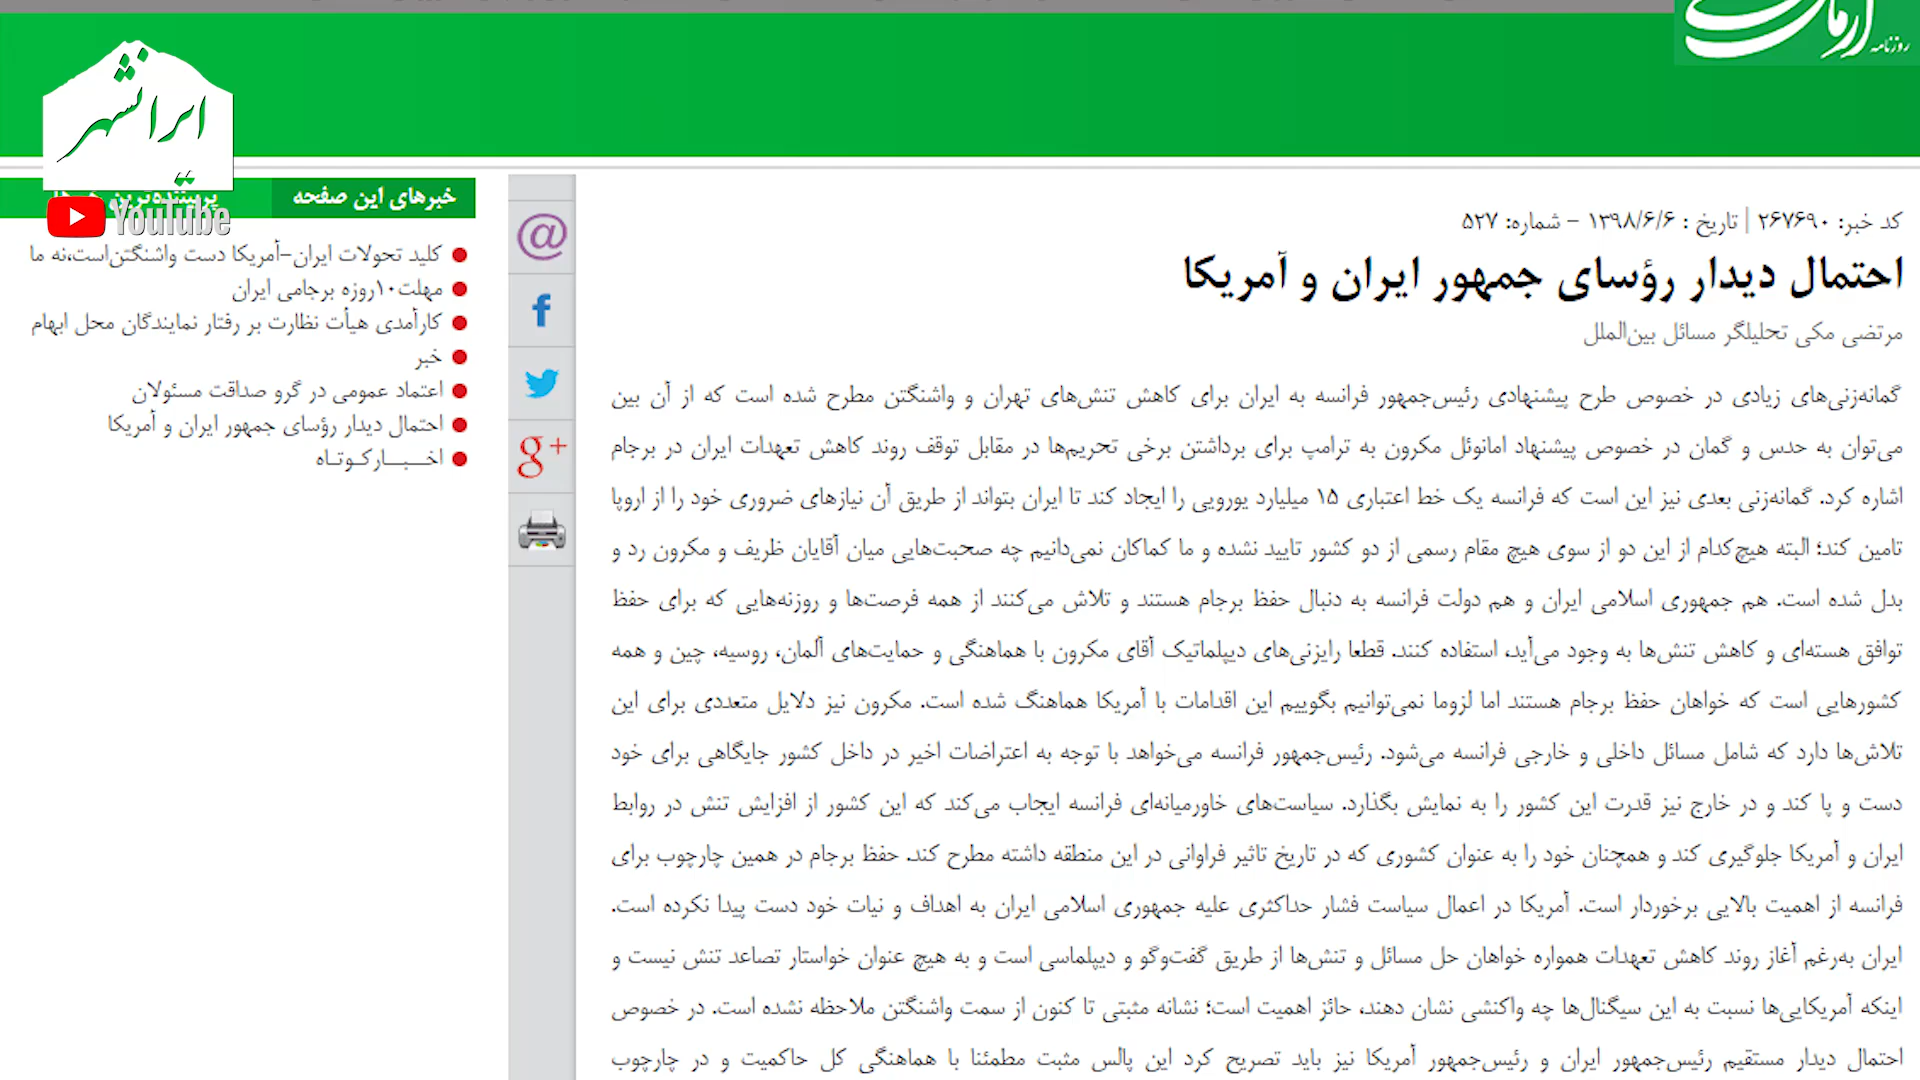 روزنامه آرمان
ایرانشهر
YouTube
خبرهای این صفحه
کلید تحولات ایران-آمریکا دست واشنگتن‌است،نه ما
مهلت۱۰روزه برجامی ایران
کارآمدی هیأت نظارت بر رفتار نمایندگان محل ابهام
خبر
اعتماد عمومی در گرو صداقت مسئولان
احتمال دیدار رؤسای جمهور ایران و آمریکا
اخـبـــارکـوتـاه
کد خبر: ۲۶۷۶۹۰ | تاریخ : ۱۳۹۸/۶/۶ - شماره: ۵۲۷
احتمال دیدار رؤسای جمهور ایران و آمریکا
مرتضی مکی تحلیلگر مسائل بین‌الملل
گمانه‌زنی‌های زیادی در خصوص طرح پیشنهادی رئیس‌جمهور فرانسه به ایران برای کاهش تنش‌های تهران و واشنگتن مطرح شده است که از آن بین
می‌توان به حدس و گمان در خصوص پیشنهاد امانوئل مکرون به ترامپ برای برداشتن برخی تحریم‌ها در مقابل توقف روند کاهش تعهدات ایران در برجام
اشاره کرد. گمانه‌زنی بعدی نیز این است که فرانسه یک خط اعتباری ۱۵ میلیارد یورویی را ایجاد کند تا ایران بتواند از طریق آن نیازهای ضروری خود را از اروپا
تامین کند؛ البته هیچ‌کدام از این دو از سوی هیچ مقام رسمی از دو کشور تایید نشده و ما کماکان نمی‌دانیم چه صحبت‌هایی میان آقایان ظریف و مکرون رد و
بدل شده است. هم جمهوری اسلامی ایران و هم دولت فرانسه به دنبال حفظ برجام هستند و تلاش می‌کنند از همه فرصت‌ها و روزنه‌هایی که برای حفظ
توافق هسته‌ای و کاهش تنش‌ها به وجود می‌آید، استفاده کنند. قطعا رایزنی‌های دیپلماتیک آقای مکرون با هماهنگی و حمایت‌های آلمان، روسیه، چین و همه
کشورهایی است که خواهان حفظ برجام هستند اما لزوما نمی‌توانیم بگوییم این اقدامات با آمریکا هماهنگ شده است. مکرون نیز دلایل متعددی برای این
تلاش‌ها دارد که شامل مسائل داخلی و خارجی فرانسه می‌شود. رئیس‌جمهور فرانسه می‌خواهد با توجه به اعتراضات اخیر در داخل کشور جایگاهی برای خود
دست و پا کند و در خارج نیز قدرت این کشور را به نمایش بگذارد. سیاست‌های خاورمیانه‌ای فرانسه ایجاب می‌کند که این کشور از افزایش تنش در روابط
ایران و آمریکا جلوگیری کند و همچنان خود را به عنوان کشوری که در تاریخ تاثیر فراوانی در این منطقه داشته مطرح کند. حفظ برجام در همین چارچوب برای
فرانسه از اهمیت بالایی برخوردار است. آمریکا در اعمال سیاست فشار حداکثری علیه جمهوری اسلامی ایران به اهداف و نیات خود دست پیدا نکرده است.
ایران به‌رغم آغاز روند کاهش تعهدات همواره خواهان حل مسائل و تنش‌ها از طریق گفت‌وگو و دیپلماسی است و به هیچ عنوان خواستار تصاعد تنش نیست و
اینکه آمریکایی‌ها نسبت به این سیگنال‌ها چه واکنشی نشان دهند، حائز اهمیت است؛ نشانه مثبتی تا کنون از سمت واشنگتن ملاحظه نشده است. در خصوص
احتمال دیدار مستقیم رئیس‌جمهور ایران و رئیس‌جمهور آمریکا نیز باید تصریح کرد این پالس مثبت مطمئنا با هماهنگی کل حاکمیت و در چارچوب